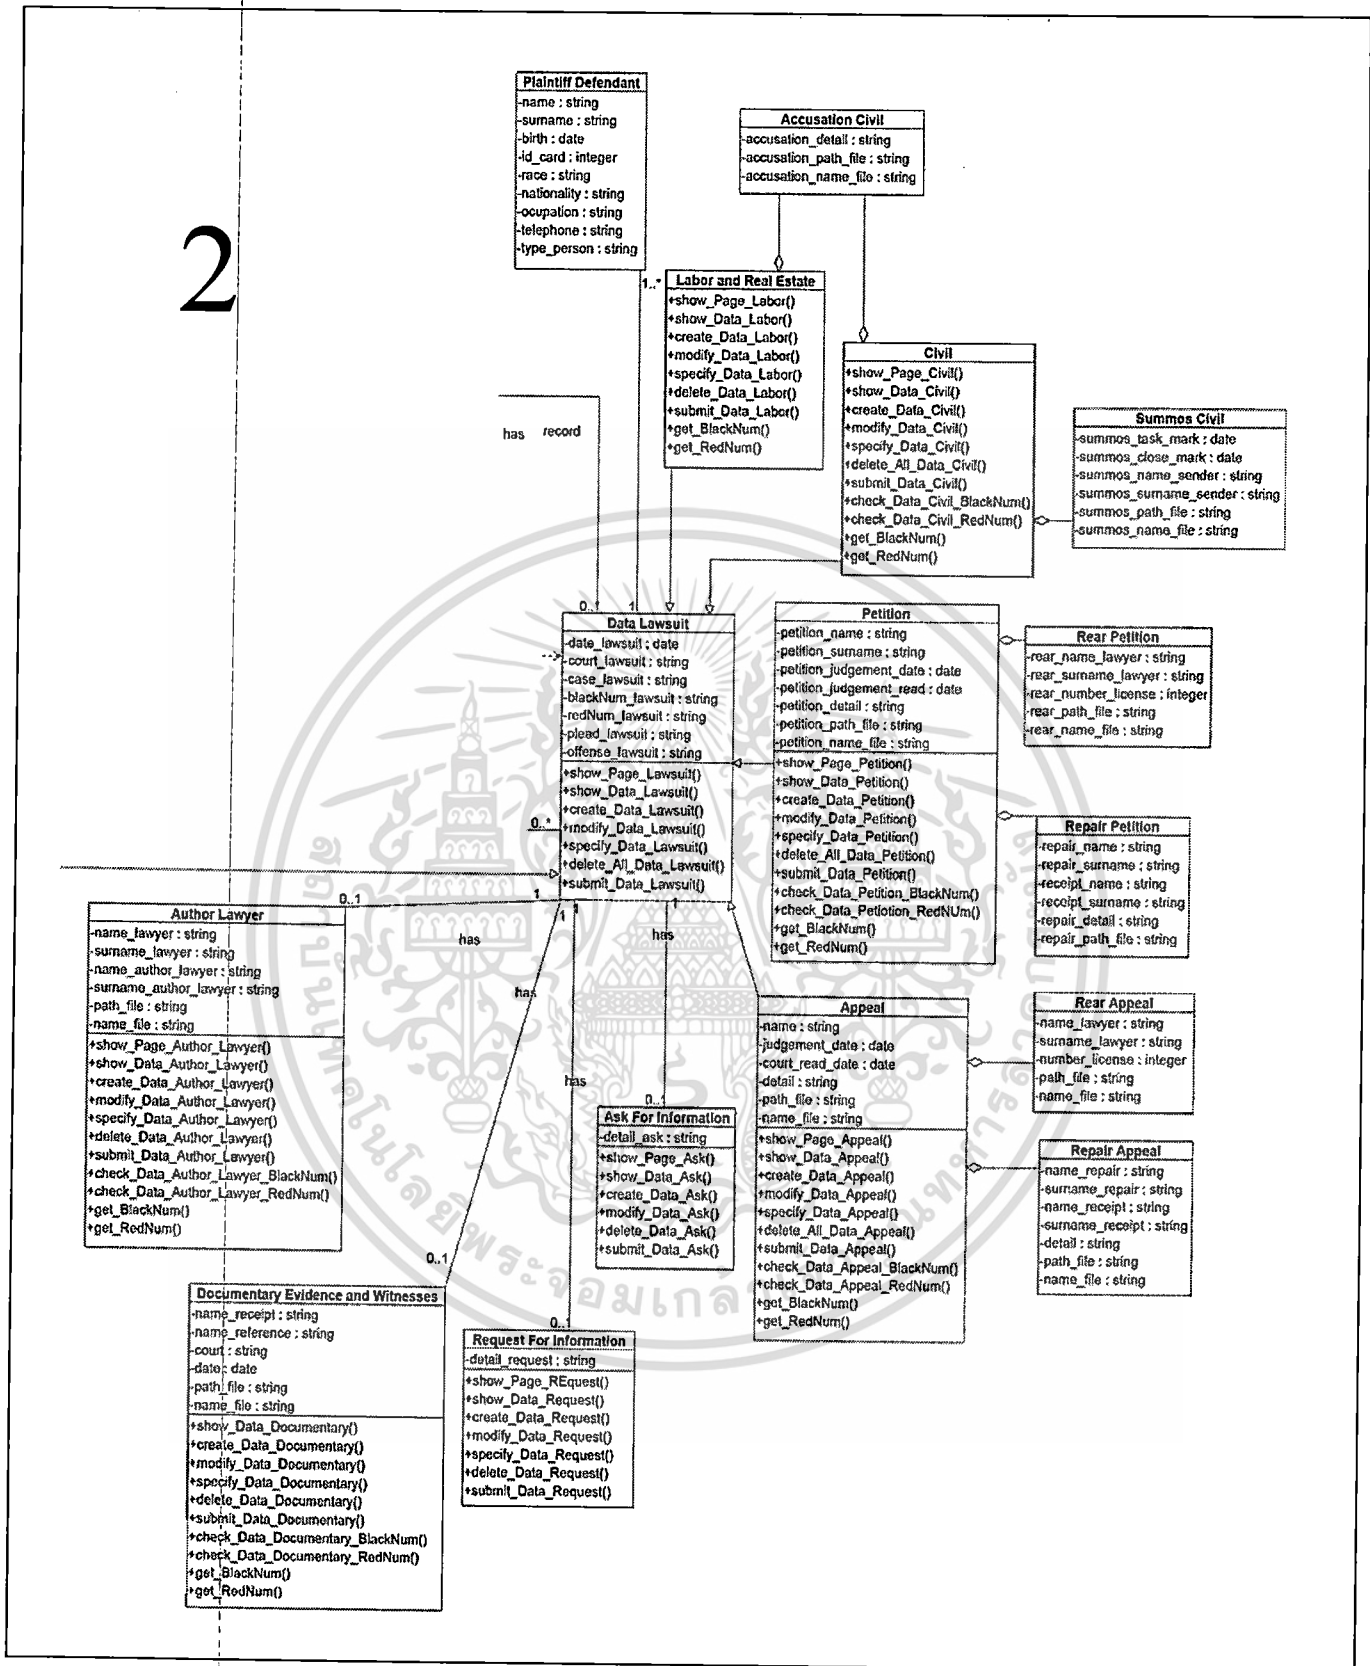 2
Plaintiff Defendant
-name : string
-surname : string
-birth : date
-id_card : integer
-race : string
-nationality : string
-ocupation : string
-telephone : string
-type_person : string
1..*
Accusation Civil
-accusation_detail : string
-accusation_path_file : string
-accusation_name_file : string
Labor and Real Estate
+show_Page_Labor()
+show_Data_Labor()
+create_Data_Labor()
+modify_Data_Labor()
+specify_Data_Labor()
+delete_Data_Labor()
+submit_Data_Labor()
+get_BlackNum()
+get_RedNum()
Civil
+show_Page_Civil()
+show_Data_Civil()
+create_Data_Civil()
+modify_Data_Civil()
+specify_Data_Civil()
+delete_All_Data_Civil()
+submit_Data_Civil()
+check_Data_Civil_BlackNum()
+check_Data_Civil_RedNum()
+get_BlackNum()
+get_RedNum()
Summos Civil
-summos_task_mark : date
-summos_close_mark : date
-summos_name_sender : string
-summos_surname_sender : string
-summos_path_file : string
-summos_name_file : string
has record
0..1
1
Data Lawsuit
-date_lawsuit : date
-court_lawsuit : string
-case_lawsuit : string
-blackNum_lawsuit : string
-redNum_lawsuit : string
-plead_lawsuit : string
-offense_lawsuit : string
+show_Page_Lawsuit()
+show_Data_Lawsuit()
+create_Data_Lawsuit()
+modify_Data_Lawsuit()
+specify_Data_Lawsuit()
+delete_All_Data_Lawsuit()
+submit_Data_Lawsuit()
0..*
Petition
-petition_name : string
-petition_surname : string
-petition_judgement_date : date
-petition_judgement_read : date
-petition_detail : string
-petition_path_file : string
-petition_name_file : string
+show_Page_Petition()
+show_Data_Petition()
+create_Data_Petition()
+modify_Data_Petition()
+specify_Data_Petition()
+delete_All_Data_Petition()
+submit_Data_Petition()
+check_Data_Petition_BlackNum()
+check_Data_Petiotion_RedNUm()
+get_BlackNum()
+get_RedNum()
Rear Petition
-rear_name_lawyer : string
-rear_surname_lawyer : string
-rear_number_license : integer
-rear_path_file : string
-rear_name_file : string
Repair Petition
-repair_name : string
-repair_surname : string
-receipt_name : string
-receipt_surname : string
-repair_detail : string
-repair_path_file : string
0..1
1
1
1
1
has
has
has
has
Author Lawyer
-name_lawyer : string
-surname_lawyer : string
-name_author_lawyer : string
-surname_author_lawyer : string
-path_file : string
-name_file : string
+show_Page_Author_Lawyer()
+show_Data_Author_Lawyer()
+create_Data_Author_Lawyer()
+modify_Data_Author_Lawyer()
+specify_Data_Author_Lawyer()
+delete_Data_Author_Lawyer()
+submit_Data_Author_Lawyer()
+check_Data_Author_Lawyer_BlackNum()
+check_Data_Author_Lawyer_RedNum()
+get_BlackNum()
+get_RedNum()
0..1
Ask For Information
-detail_ask : string
+show_Page_Ask()
+show_Data_Ask()
+create_Data_Ask()
+modify_Data_Ask()
+delete_Data_Ask()
+submit_Data_Ask()
Appeal
-name : string
-judgement_date : date
-court_read_date : date
-detail : string
-path_file : string
-name_file : string
+show_Page_Appeal()
+show_Data_Appeal()
+create_Data_Appeal()
+modify_Data_Appeal()
+specify_Data_Appeal()
+delete_All_Data_Appeal()
+submit_Data_Appeal()
+check_Data_Appeal_BlackNum()
+check_Data_Appeal_RedNum()
+get_BlackNum()
+get_RedNum()
Rear Appeal
-name_lawyer : string
-surname_lawyer : string
-number_license : integer
-path_file : string
-name_file : string
Repair Appeal
-name_repair : string
-surname_repair : string
-name_receipt : string
-surname_receipt : string
-detail : string
-path_file : string
-name_file : string
0..1
Documentary Evidence and Witnesses
-name_receipt : string
-name_reference : string
-court : string
-date : date
-path_file : string
-name_file : string
+show_Data_Documentary()
+create_Data_Documentary()
+modify_Data_Documentary()
+specify_Data_Documentary()
+delete_Data_Documentary()
+submit_Data_Documentary()
+check_Data_Documentary_BlackNum()
+check_Data_Documentary_RedNum()
+get_BlackNum()
+get_RedNum()
0..1
Request For Information
-detail_request : string
+show_Page_REquest()
+show_Data_Request()
+create_Data_Request()
+modify_Data_Request()
+specify_Data_Request()
+delete_Data_Request()
+submit_Data_Request()